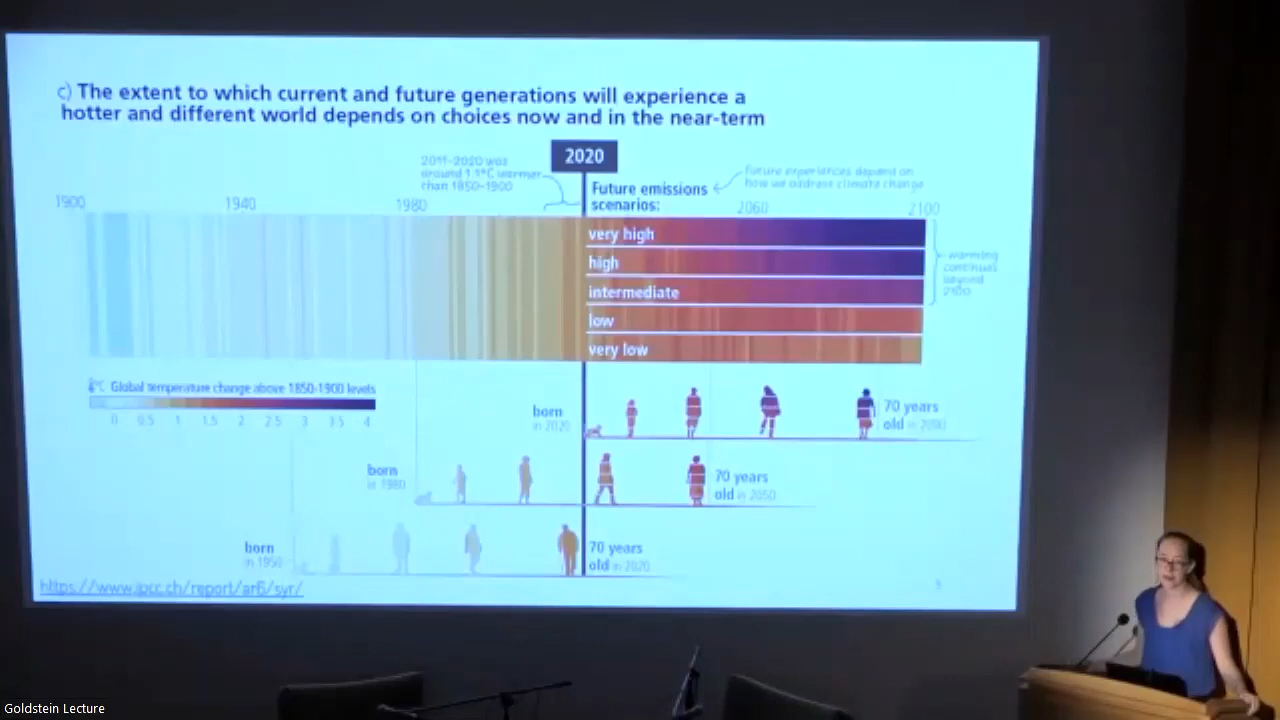 c) The extent to which current and future generations will experience a
hotter and different world depends on choices now and in the near-term
2020
2011-2020 was
around 1.1°C warmer
than 1850-1900
future experiences depend on
how we address climate change
Future emissions
scenarios:
1900
1940
1980
2060
2100
very high
high
intermediate
low
very low
warming
continues
beyond
2100
°C Global temperature change above 1850-1900 levels
0 0.5 1 1.5 2 2.5 3 3.5 4
born
in 2020
70 years
old in 2090
born
in 1980
70 years
old in 2050
born
in 1950
70 years
old in 2020
https://www.ipcc.ch/report/ar6/syr/
Goldstein Lecture